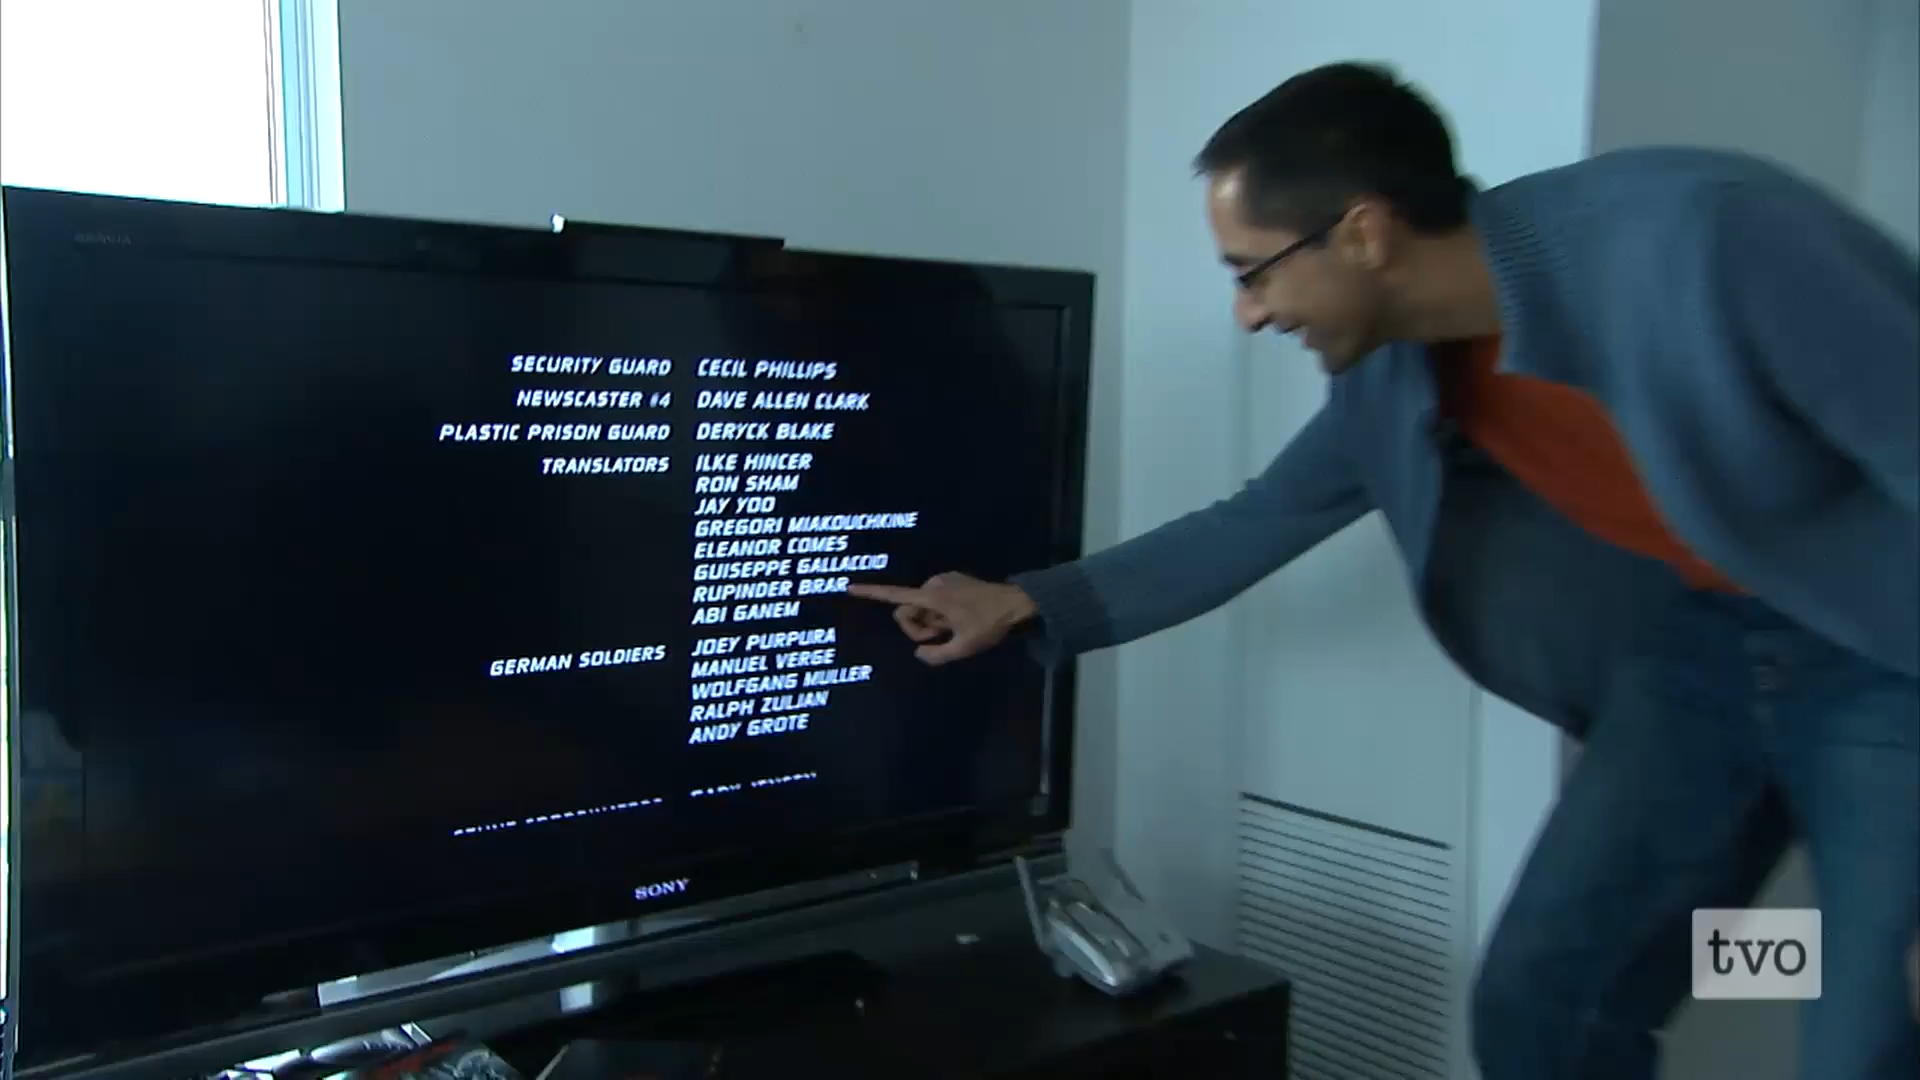 SECURITY GUARD CECIL PHILLIPS
NEWSCASTER #4 DAVE ALLEN CLARK
PLASTIC PRISON GUARD DERYCK BLAKE
TRANSLATORS ILKE HINCER
RON SHAM
JAY YOO
GREGORI MIAKOUCHKINE
ELEANOR COMES
GUISEPPE GALLACCIO
RUPINDER BRAR
ABI GANEM
GERMAN SOLDIERS JOEY PURPURA
MANUEL VERGE
WOLFGANG MULLER
RALPH ZULIAN
ANDY GROTE
SONY
tvo